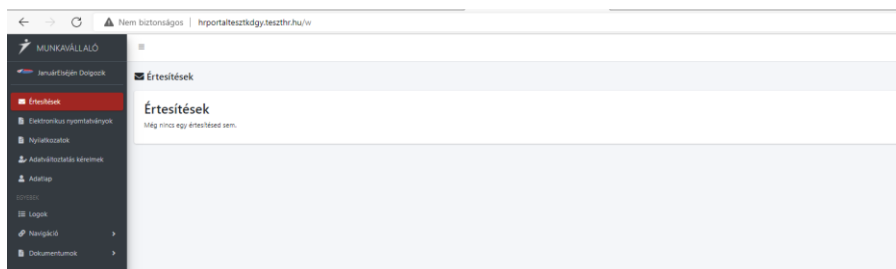 Nem biztonságos | hrportaltesztkdgy.teszthr.hu/w
MUNKAVÁLLALÓ
JanuárElsején Dolgozik
Értesítések
Értesítések
Értesítések
Még nincs egy értesítésed sem.
Elektronikus nyomtatványok
Nyilatkozatok
Adatváltoztatás kérelmek
Adatlap
EGYEBEK
Logok
Navigáció
Dokumentumok